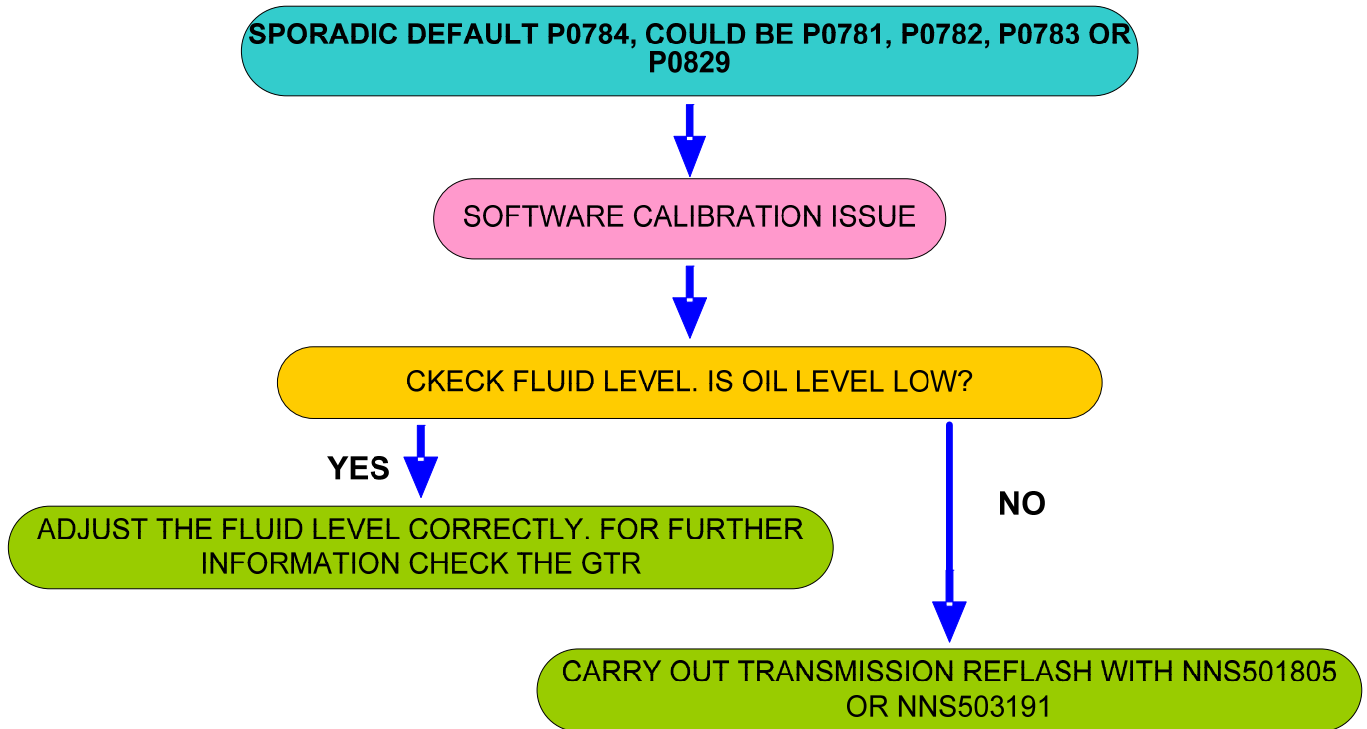 SPORADIC DEFAULT P0784, COULD BE P0781, P0782, P0783 OR
P0829
SOFTWARE CALIBRATION ISSUE
CKECK FLUID LEVEL. IS OIL LEVEL LOW?
YES
NO
ADJUST THE FLUID LEVEL CORRECTLY. FOR FURTHER
INFORMATION CHECK THE GTR
CARRY OUT TRANSMISSION REFLASH WITH NNS501805
OR NNS503191